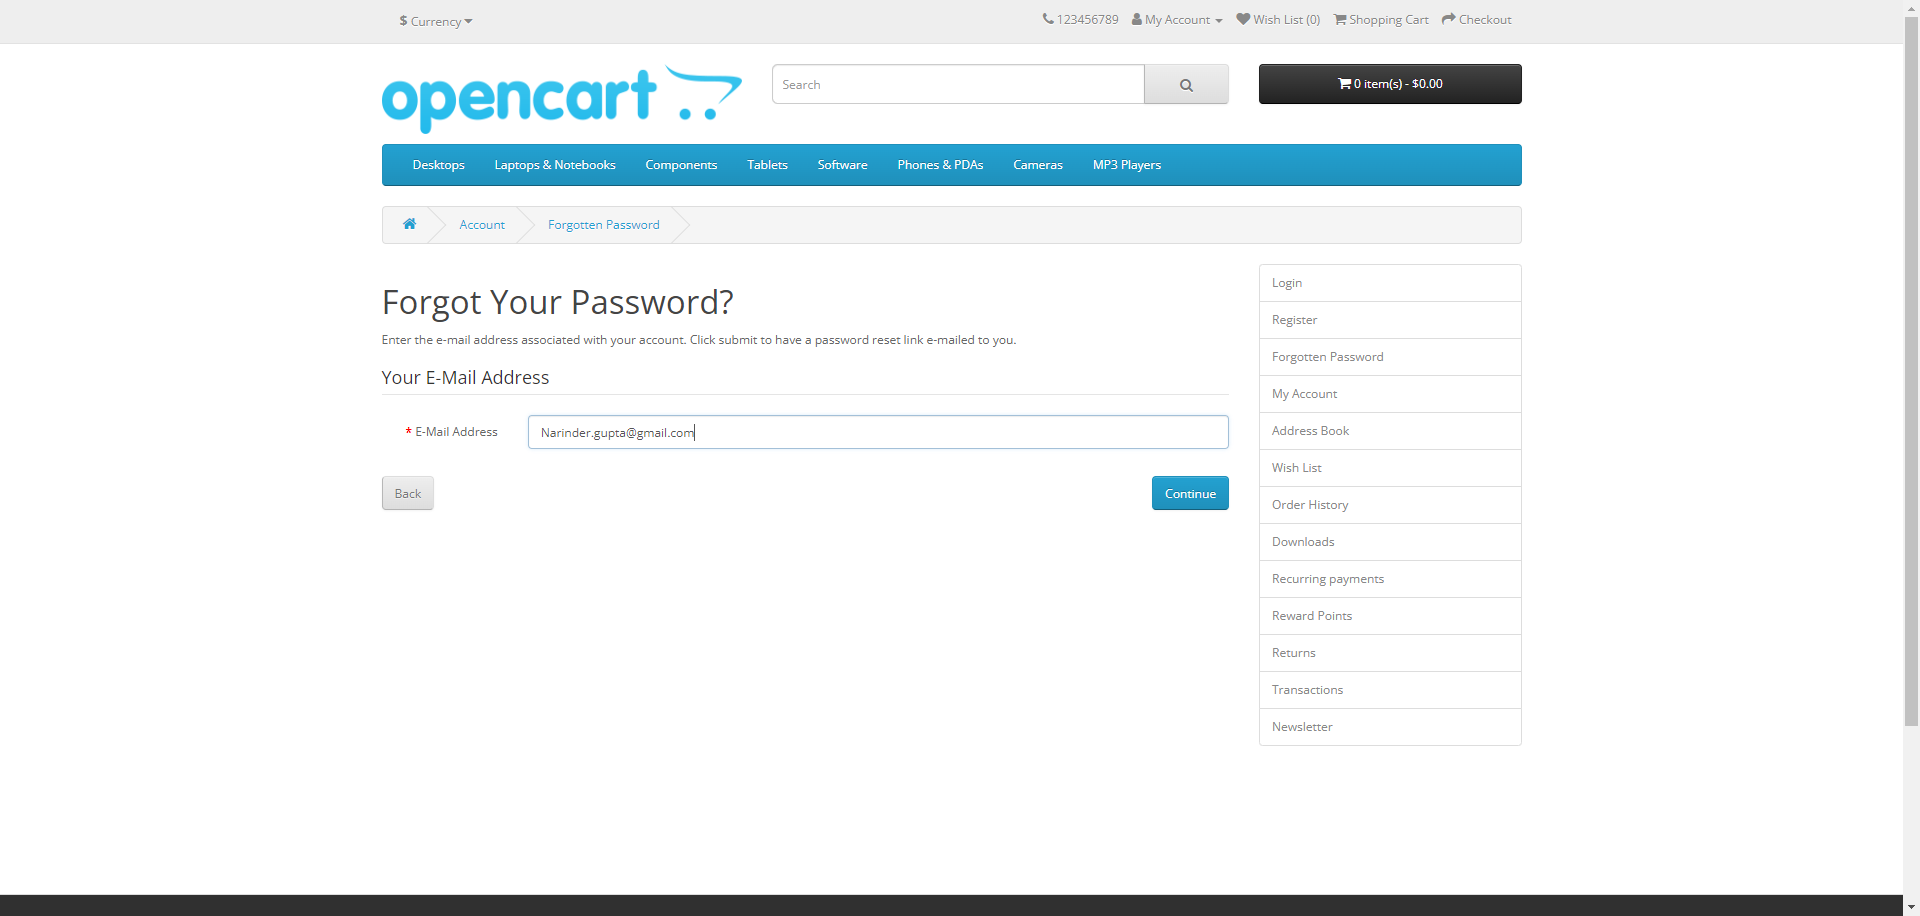 $ Currency
123456789 My Account Wish List (0) Shopping Cart Checkout
opencart
Search
0 item(s) - $0.00
Desktops Laptops & Notebooks Components Tablets Software Phones & PDAs Cameras MP3 Players
Account Forgotten Password
Forgot Your Password?
Enter the e-mail address associated with your account. Click submit to have a password reset link e-mailed to you.
Your E-Mail Address
* E-Mail Address Narinder.gupta@gmail.com
Back Continue
Login
Register
Forgotten Password
My Account
Address Book
Wish List
Order History
Downloads
Recurring payments
Reward Points
Returns
Transactions
Newsletter